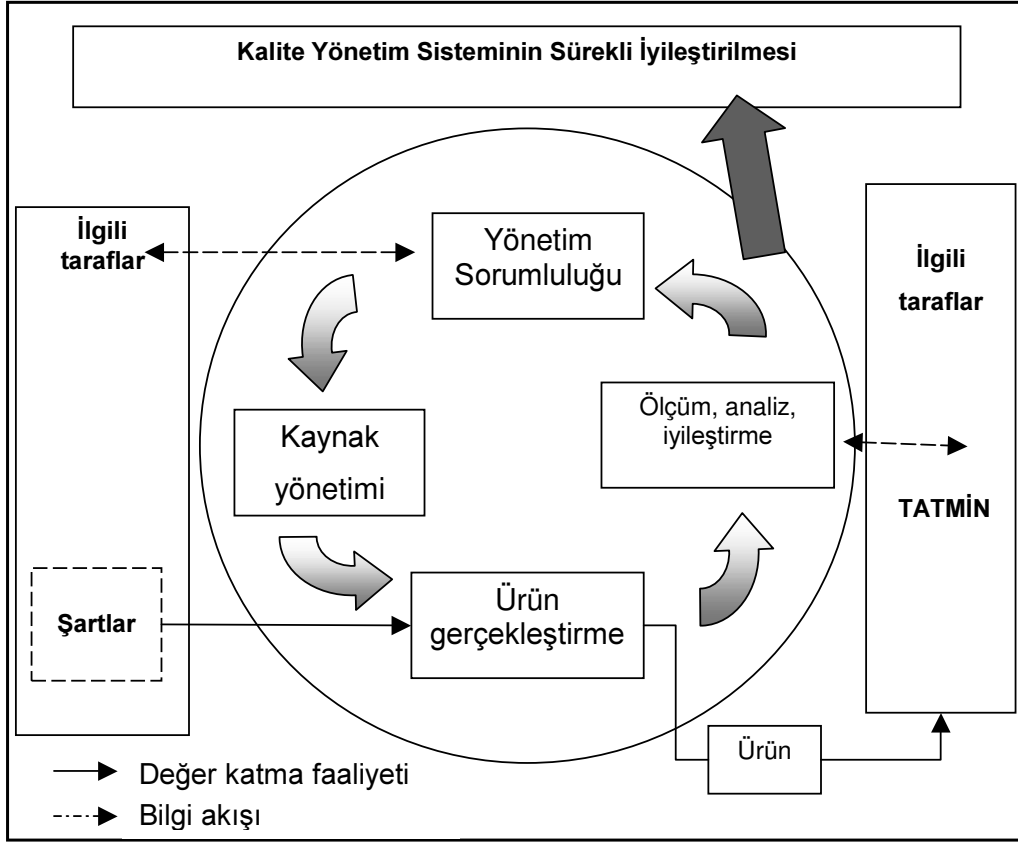 Kalite Yönetim Sisteminin Sürekli İyileştirilmesi
İlgili
taraflar
Yönetim
Sorumluluğu
İlgili
taraflar
Ölçüm, analiz,
iyileştirme
Kaynak
yönetimi
TATMİN
Şartlar
Ürün
gerçekleştirme
Ürün
Değer katma faaliyeti
Bilgi akışı